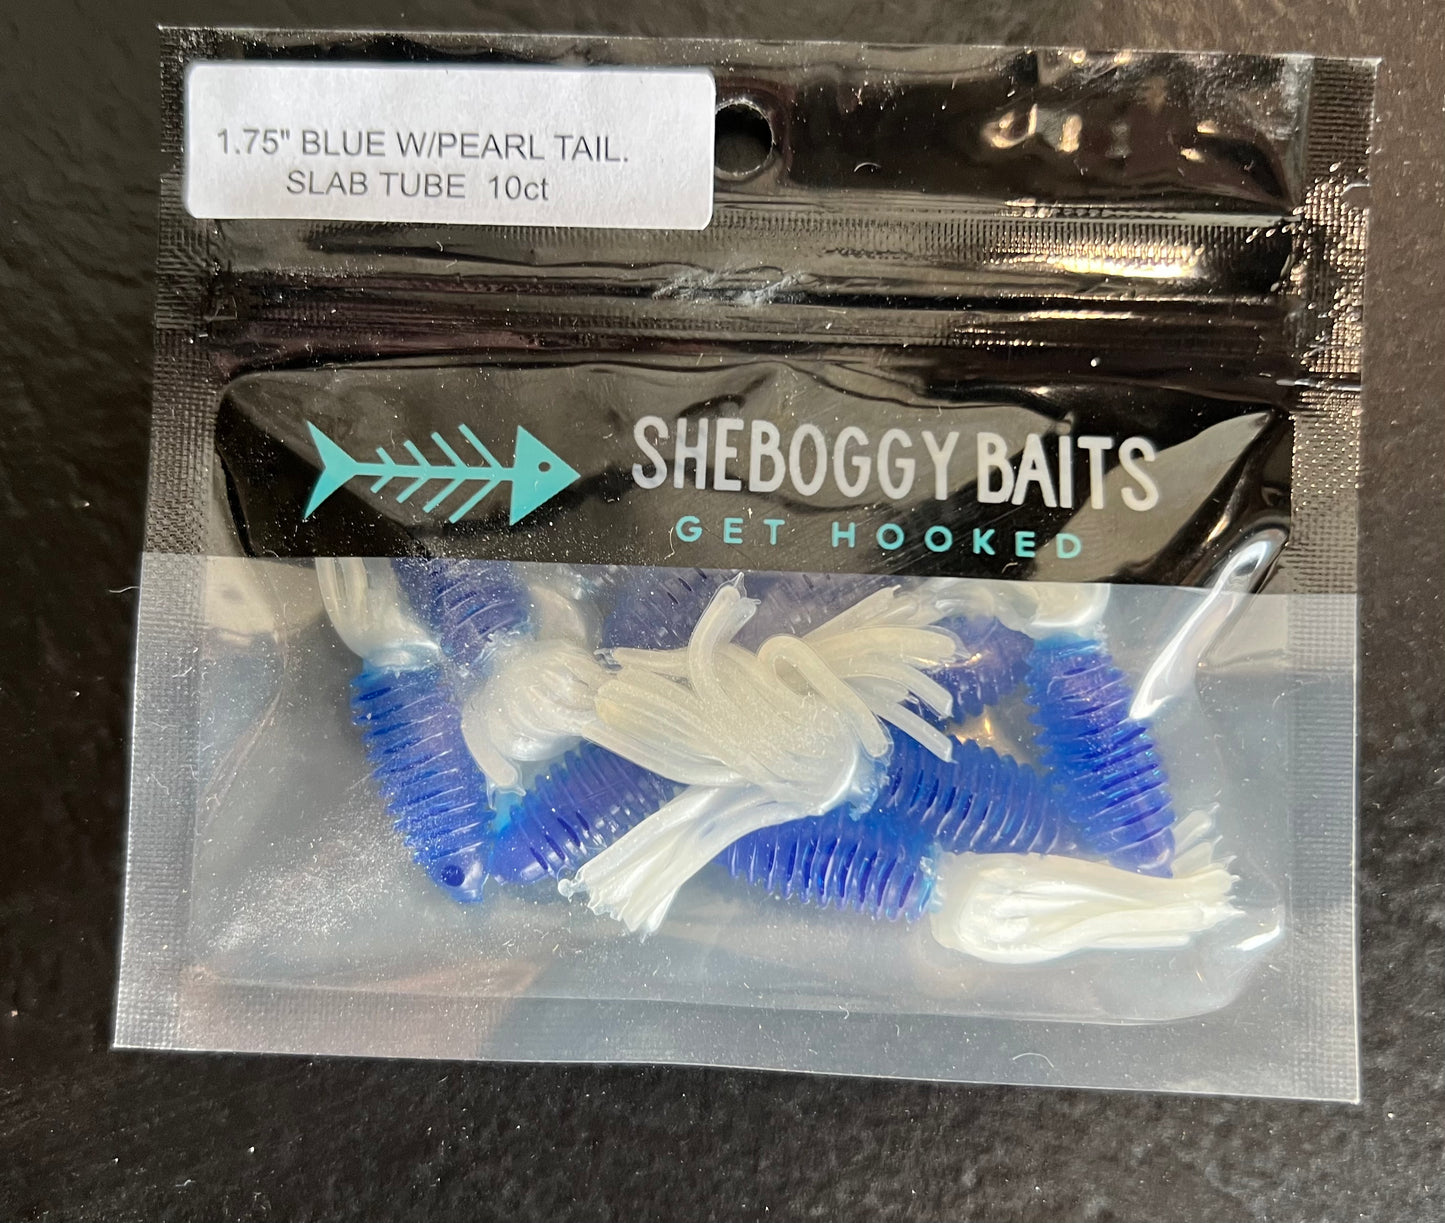 1.75" BLUE W/PEARL TAIL.
SLAB TUBE 10ct
SHEBOGGY BAITS
GET HOOKED